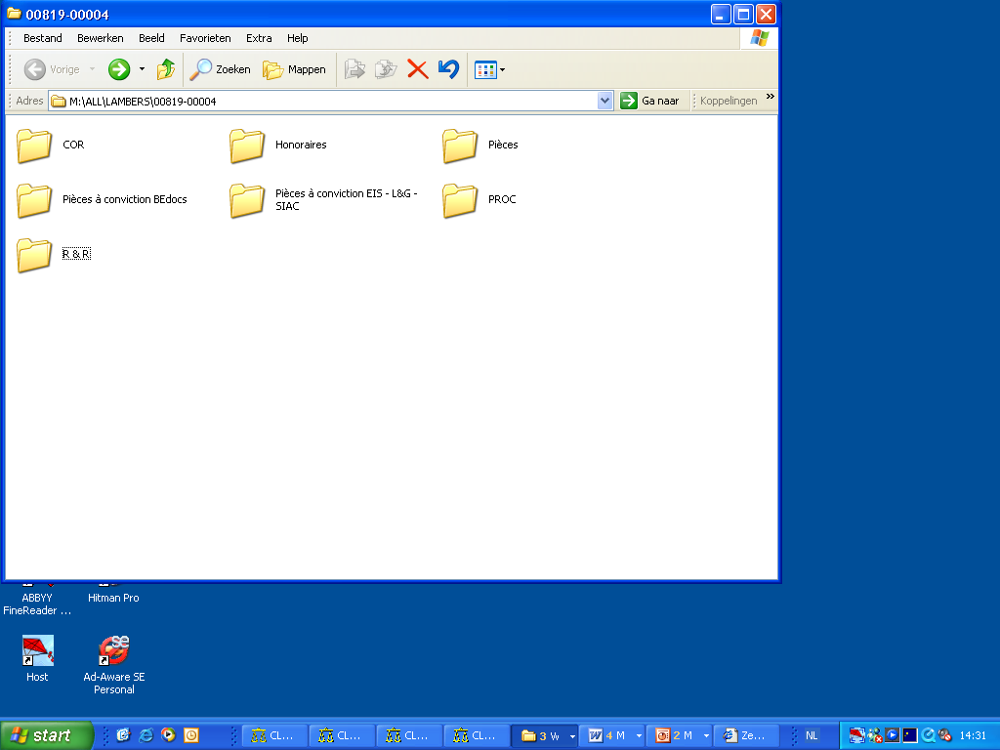 00819-00004
Bestand Bewerken Beeld Favorieten Extra Help
Vorige Zoeken Mappen
Adres M:\ALL\LAMBERS\00819-00004 Ga naar Koppelingen »
COR Honoraires Pièces
Pièces à conviction BEdocs Pièces à conviction EIS - L&G -
SIAC PROC
R & R
ABBYY
FineReader ...
Hitman Pro
Host
Ad-Aware SE
Personal
start CL... CL... CL... CL... 3 W 4 M 2 M Ze... NL 14:31